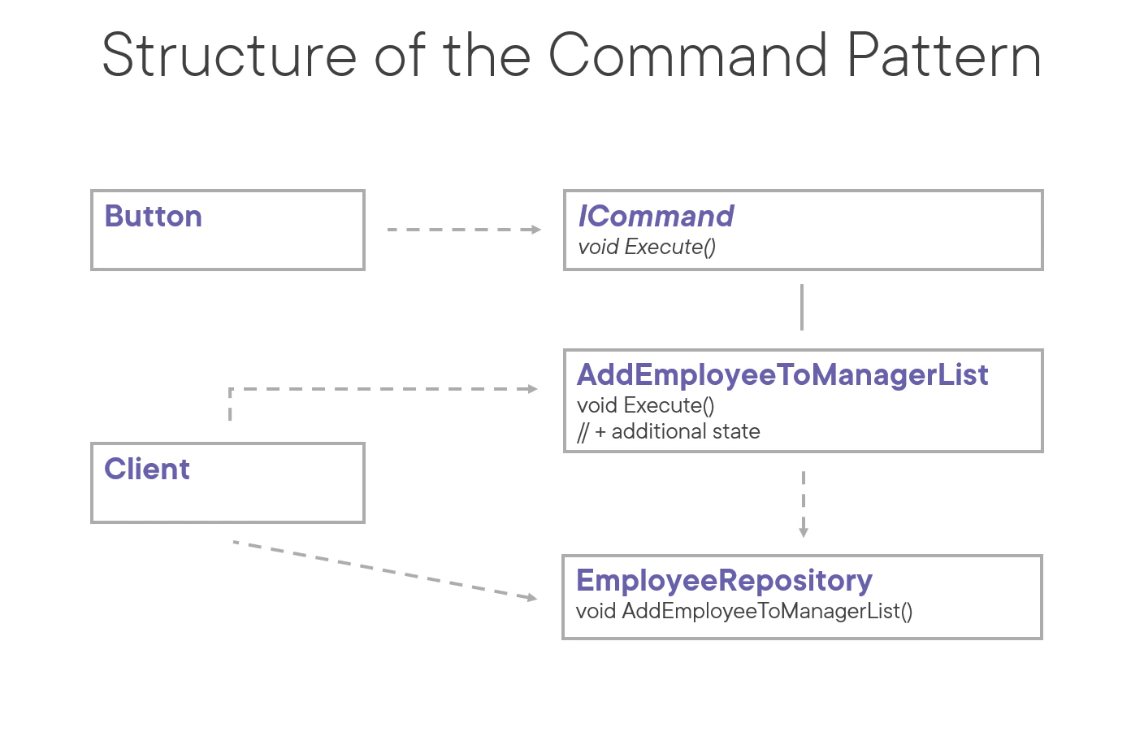 Structure of the Command Pattern
Button
ICommand
void Execute()
AddEmployeeToManagerList
void Execute()
// + additional state
Client
EmployeeRepository
void AddEmployeeToManagerList()